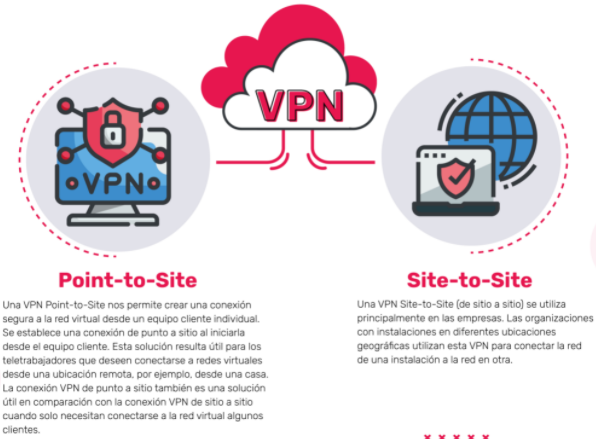 VPN
VPN
Point-to-Site
Una VPN Point-to-Site nos permite crear una conexión
segura a la red virtual desde un equipo cliente individual.
Se establece una conexión de punto a sitio al iniciarla
desde el equipo cliente. Esta solución resulta útil para los
teletrabajadores que deseen conectarse a redes virtuales
desde una ubicación remota, por ejemplo, desde una casa.
La conexión VPN de punto a sitio también es una solución
útil en comparación con la conexión VPN de sitio a sitio
cuando solo necesitan conectarse a la red virtual algunos
clientes.
Site-to-Site
Una VPN Site-to-Site (de sitio a sitio) se utiliza
principalmente en las empresas. Las organizaciones
con instalaciones en diferentes ubicaciones
geográficas utilizan esta VPN para conectar la red
de una instalación a la red en otra.